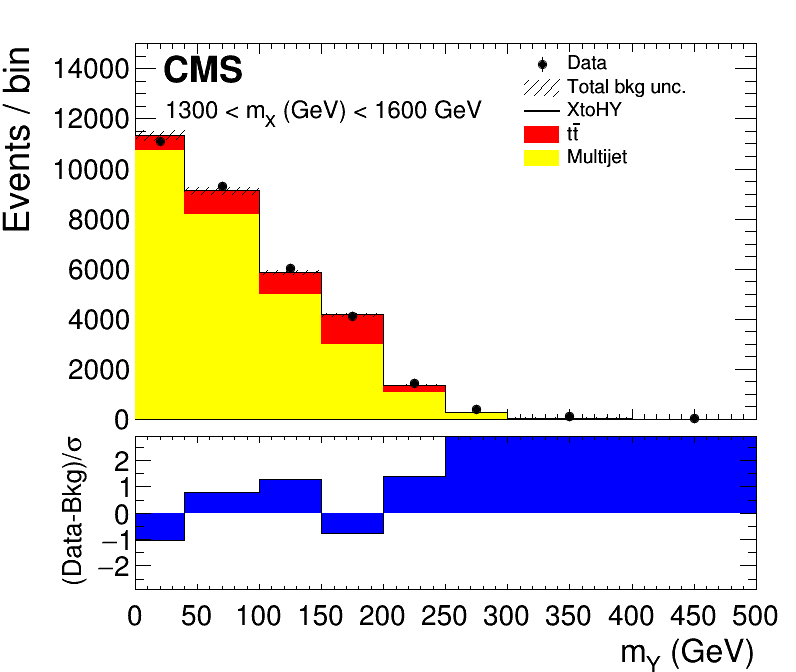 CMS
1300 < mX (GeV) < 1600 GeV
Data
Total bkg unc.
XtoHY
tt̄
Multijet
Events / bin
14000
12000
10000
8000
6000
4000
2000
0
(Data-Bkg)/σ
2
1
0
−1
−2
0 50 100 150 200 250 300 350 400 450 500
mY (GeV)